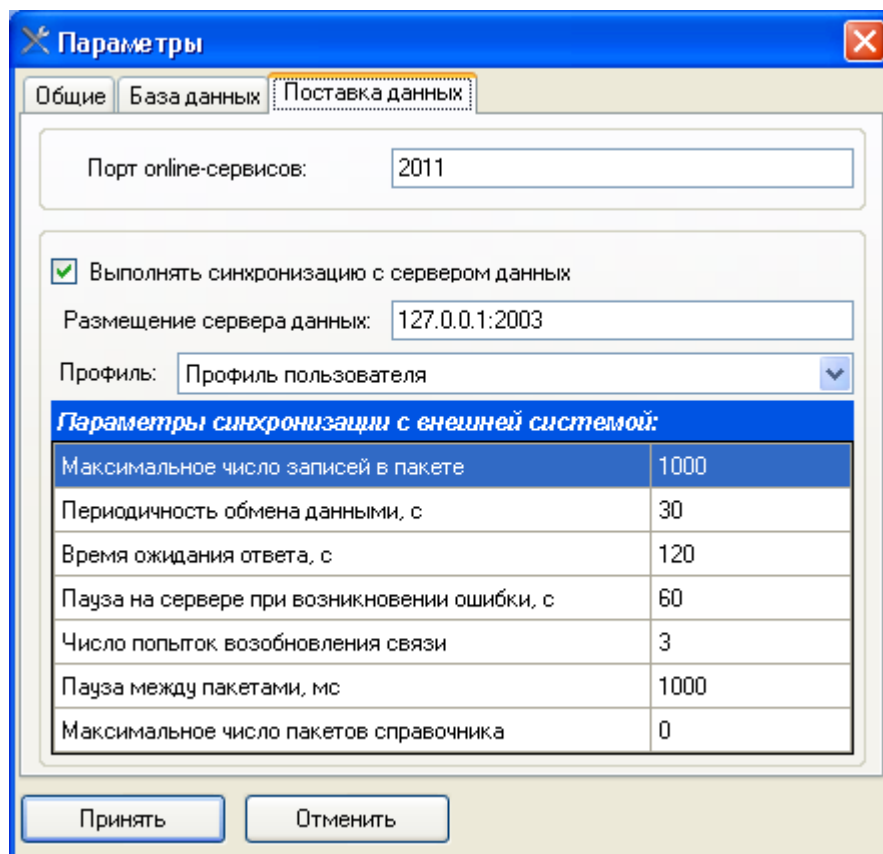 Параметры
Общие База данных Поставка данных
Порт online-сервисов: 2011
Выполнять синхронизацию с сервером данных
Размещение сервера данных: 127.0.0.1:2003
Профиль: Профиль пользователя
Параметры синхронизации с внешней системой:
Максимальное число записей в пакете 1000
Периодичность обмена данными, с 30
Время ожидания ответа, с 120
Пауза на сервере при возникновении ошибки, с 60
Число попыток возобновления связи 3
Пауза между пакетами, мс 1000
Максимальное число пакетов справочника 0
Принять Отменить